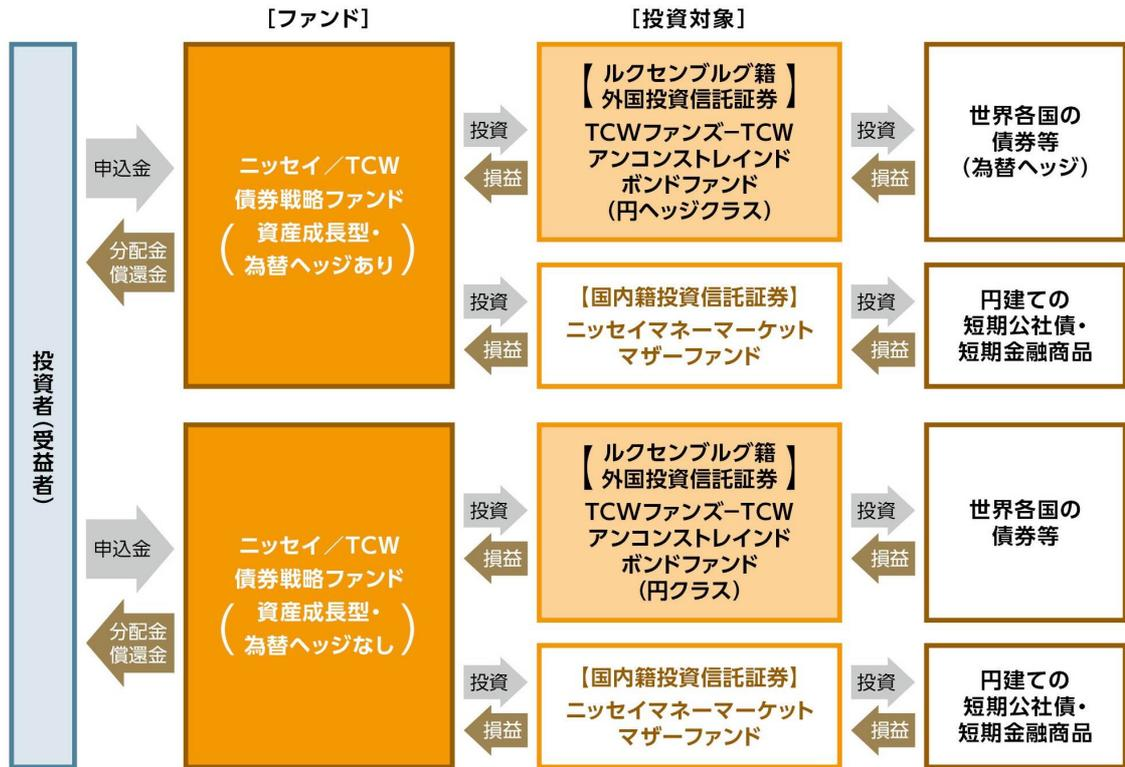 ［ファンド］
［投資対象］
投資者（受益者）
申込金
分配金
償還金
ニッセイ／TCW
債券戦略ファンド
（資産成長型・
為替ヘッジあり）
投資
損益
【ルクセンブルグ籍
外国投資信託証券】
TCWファンズ−TCW
アンコンストレインド
ボンドファンド
（円ヘッジクラス）
投資
損益
世界各国の
債券等
（為替ヘッジ）
投資
損益
【国内籍投資信託証券】
ニッセイマネーマーケット
マザーファンド
投資
損益
円建ての
短期公社債・
短期金融商品
申込金
分配金
償還金
ニッセイ／TCW
債券戦略ファンド
（資産成長型・
為替ヘッジなし）
投資
損益
【ルクセンブルグ籍
外国投資信託証券】
TCWファンズ−TCW
アンコンストレインド
ボンドファンド
（円クラス）
投資
損益
世界各国の
債券等
投資
損益
【国内籍投資信託証券】
ニッセイマネーマーケット
マザーファンド
投資
損益
円建ての
短期公社債・
短期金融商品